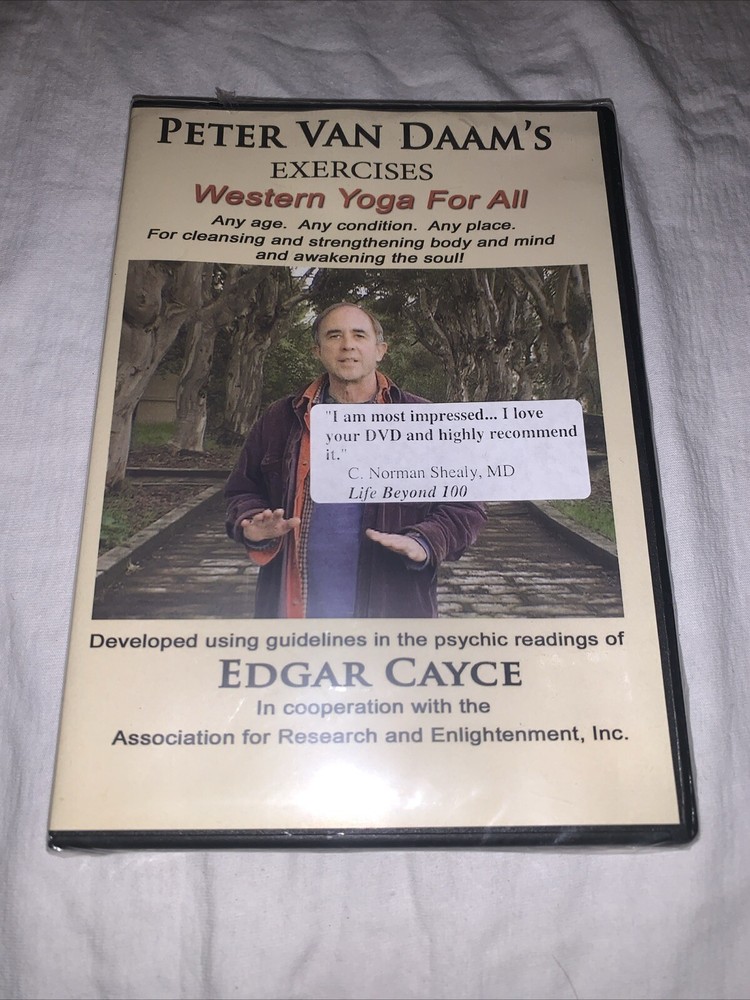 PETER VAN DAAM'S
EXERCISES
Western Yoga For All
Any age. Any condition. Any place.
For cleansing and strengthening body and mind
and awakening the soul!
"I am most impressed... I love
your DVD and highly recommend
it."
C. Norman Shealy, MD
Life Beyond 100
Developed using guidelines in the psychic readings of
EDGAR CAYCE
In cooperation with the
Association for Research and Enlightenment, Inc.